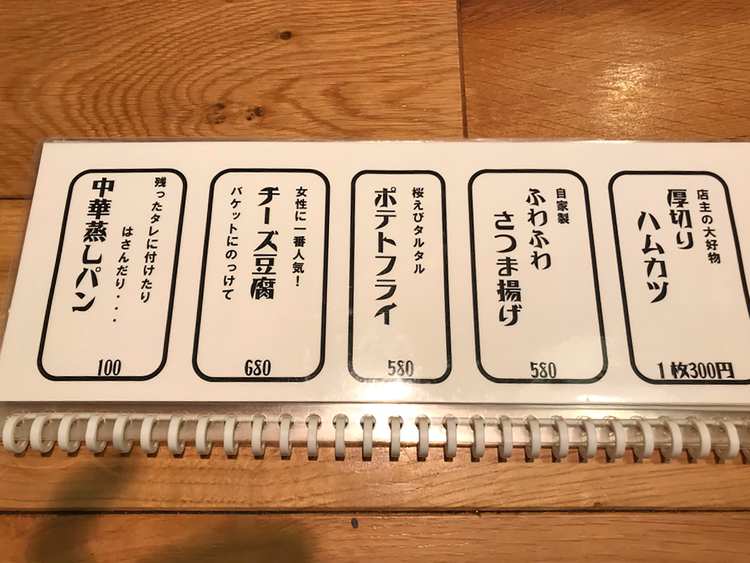 店主の大好物
厚切り
ハムカツ
1枚300円
自家製
ふわふわ
さつま揚げ
580
桜えびタルタル
ポテトフライ
580
女性に一番人気！
チーズ豆腐
バケットにのっけて
680
残ったタレに付けたり
はさんだり・・・
中華蒸しパン
100